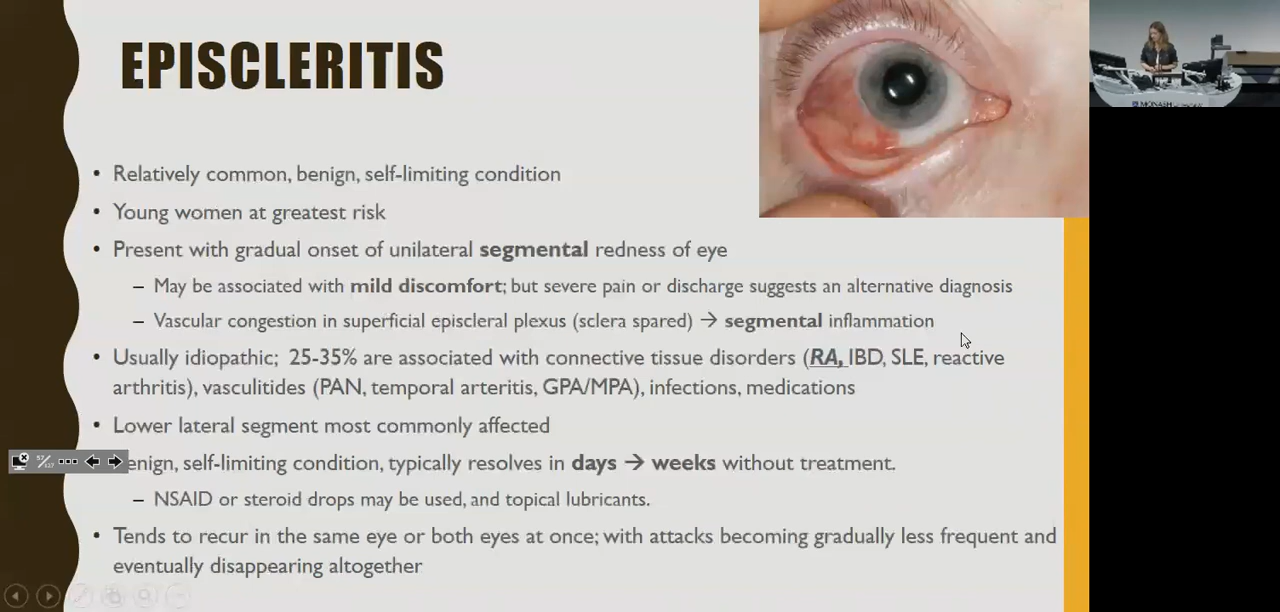 EPISCLERITIS
MONASH
• Relatively common, benign, self-limiting condition
• Young women at greatest risk
• Present with gradual onset of unilateral segmental redness of eye
– May be associated with mild discomfort; but severe pain or discharge suggests an alternative diagnosis
– Vascular congestion in superficial episcleral plexus (sclera spared) → segmental inflammation
• Usually idiopathic; 25-35% are associated with connective tissue disorders (RA, IBD, SLE, reactive
arthritis), vasculitides (PAN, temporal arteritis, GPA/MPA), infections, medications
• Lower lateral segment most commonly affected
enign, self-limiting condition, typically resolves in days → weeks without treatment.
– NSAID or steroid drops may be used, and topical lubricants.
• Tends to recur in the same eye or both eyes at once; with attacks becoming gradually less frequent and
eventually disappearing altogether